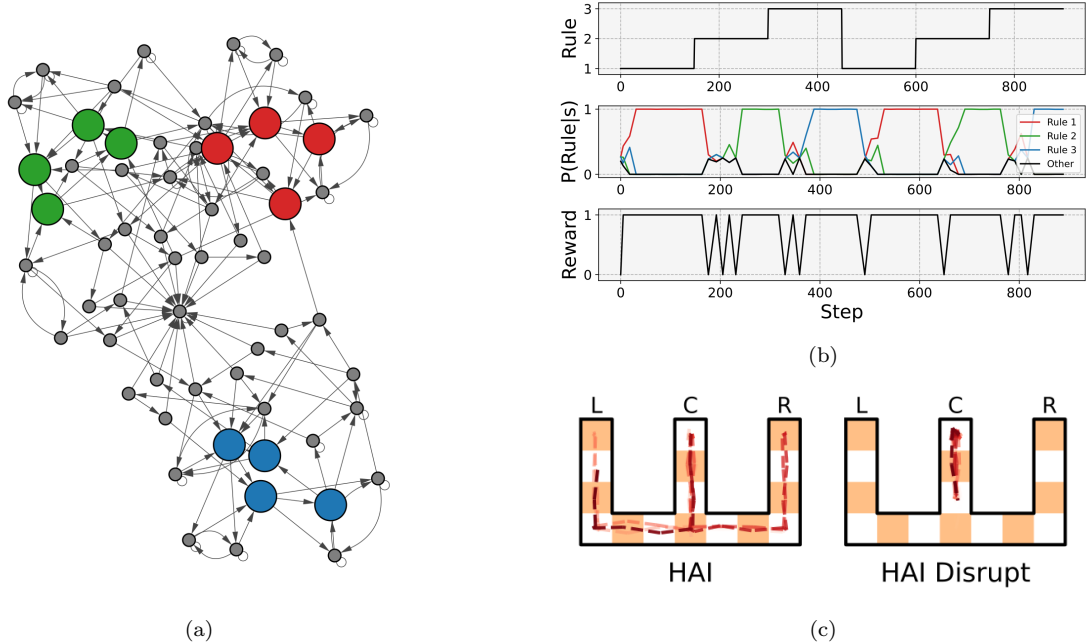 3
2
1
Rule
0 200 400 600 800
1
0
P(Rule|s)
Rule 1
Rule 2
Rule 3
Other
0 200 400 600 800
1
0
Reward
0 200 400 600 800
Step
(b)
L C R
L C R
HAI
HAI Disrupt
(a)
(c)